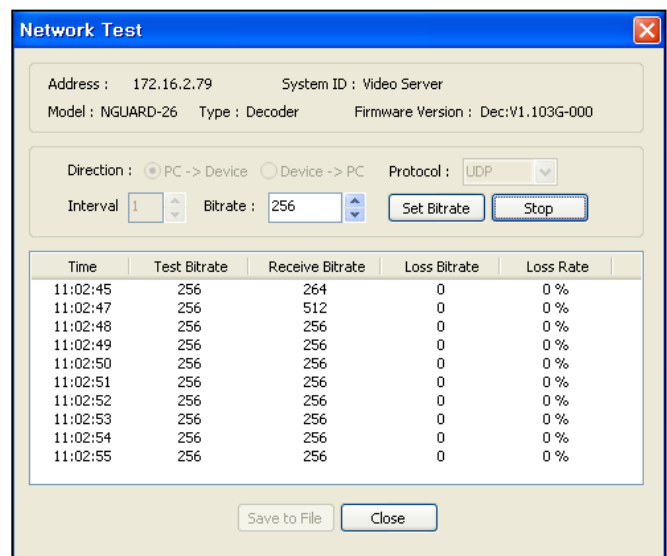 Network Test
Address : 172.16.2.79 System ID : Video Server
Model : NGUARD-26 Type : Decoder Firmware Version : Dec:V1.103G-000
Direction : PC -> Device Device -> PC Protocol : UDP
Interval 1 Bitrate : 256 Set Bitrate Stop
Time Test Bitrate Receive Bitrate Loss Bitrate Loss Rate
11:02:45 256 264 0 0 %
11:02:47 256 512 0 0 %
11:02:48 256 256 0 0 %
11:02:49 256 256 0 0 %
11:02:50 256 256 0 0 %
11:02:51 256 256 0 0 %
11:02:52 256 256 0 0 %
11:02:53 256 256 0 0 %
11:02:54 256 256 0 0 %
11:02:55 256 256 0 0 %
Save to File Close